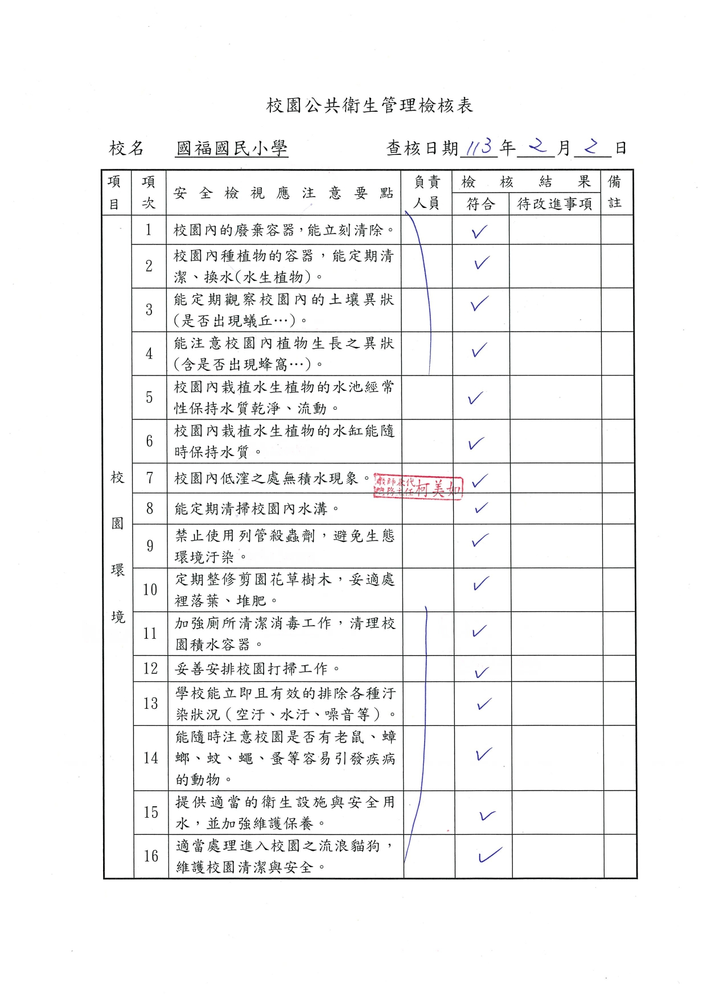 校園公共衛生管理檢核表
校名 國福國民小學 查核日期 113 年 2 月 2 日
項目 項次 安全檢視應注意要點 負責人員 檢核結果 備註
符合 待改進事項
校園環境
1 校園內的廢棄容器，能立刻清除。 ✓
2 校園內種植物的容器，能定期清
潔、換水(水生植物)。 ✓
3 能定期觀察校園內的土壤異狀
(是否出現蟻丘…)。 ✓
4 能注意校園內植物生長之異狀
(含是否出現蜂窩…)。 ✓
5 校園內栽植水生植物的水池經常
性保持水質乾淨、流動。 ✓
6 校園內栽植水生植物的水缸能隨
時保持水質。 ✓
7 校園內低漥之處無積水現象。 ✓
教師兼代
總務主任 柯美如
8 能定期清掃校園內水溝。 ✓
9 禁止使用列管殺蟲劑，避免生態
環境汙染。 ✓
10 定期整修剪園花草樹木，妥適處
裡落葉、堆肥。 ✓
11 加強廁所清潔消毒工作，清理校
園積水容器。 ✓
12 妥善安排校園打掃工作。 ✓
13 學校能立即且有效的排除各種汙
染狀況（空汙、水汙、噪音等）。 ✓
14 能隨時注意校園是否有老鼠、蟑
螂、蚊、蠅、蚤等容易引發疾病
的動物。 ✓
15 提供適當的衛生設施與安全用
水，並加強維護保養。 ✓
16 適當處理進入校園之流浪貓狗，
維護校園清潔與安全。 ✓